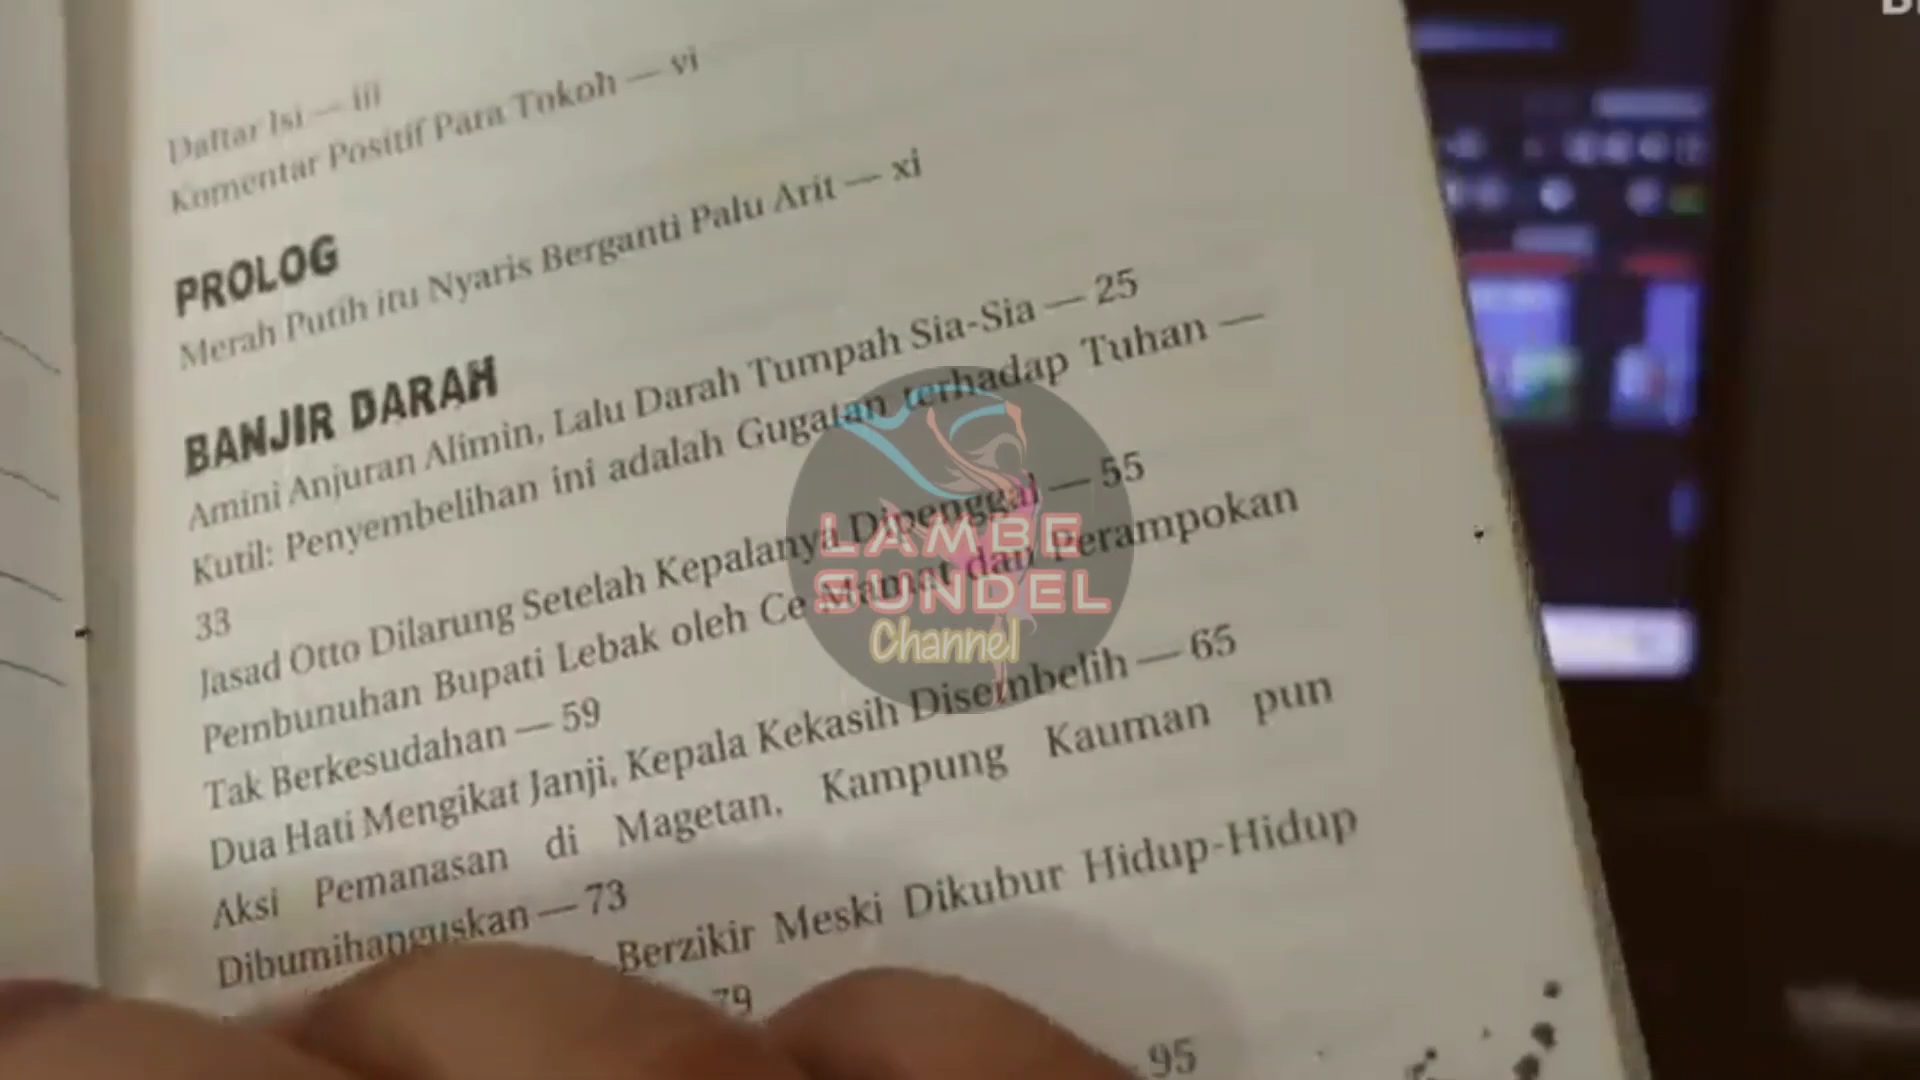 Daftar Isi — iii
Komentar Positif Para Tokoh — vi
PROLOG
Merah Putih itu Nyaris Berganti Palu Arit — xi
BANJIR DARAH
Amini Anjuran Alimin, Lalu Darah Tumpah Sia-Sia — 25
Kutil: Penyembelihan ini adalah Gugatan terhadap Tuhan —
33
Jasad Otto Dilarung Setelah Kepalanya Dipenggal — 55
Pembunuhan Bupati Lebak oleh Ce Mamat dan Perampokan
Tak Berkesudahan — 59
Dua Hati Mengikat Janji, Kepala Kekasih Disembelih — 65
Aksi Pemanasan di Magetan, Kampung Kauman pun
Dibumihanguskan — 73
Berzikir Meski Dikubur Hidup-Hidup
79
95
LAMBE
SUNDEL
Channel